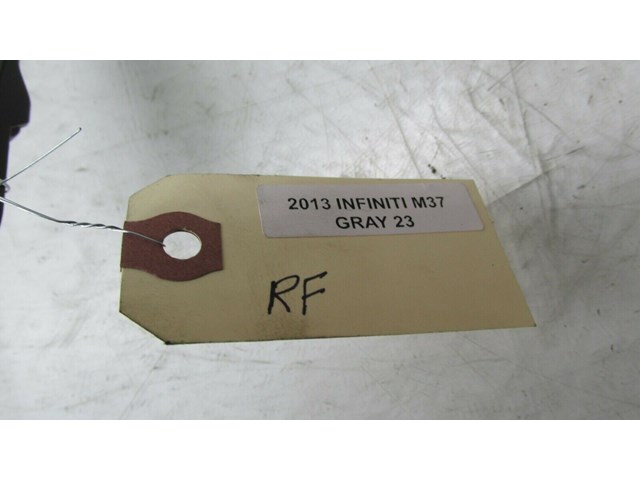 2013 INFINITI M37
GRAY 23
RF